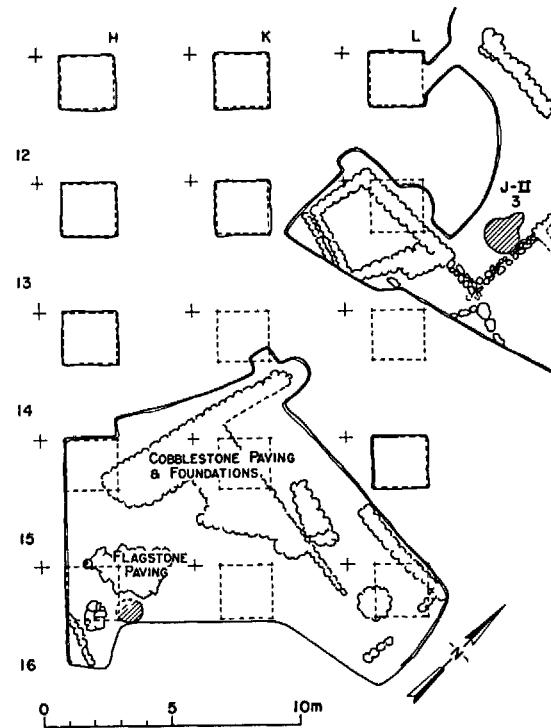 H K L
12
J-II
3
13
14
COBBLESTONE PAVING
& FOUNDATIONS.
15
FLAGSTONE
PAVING
16
N
0 5 10m